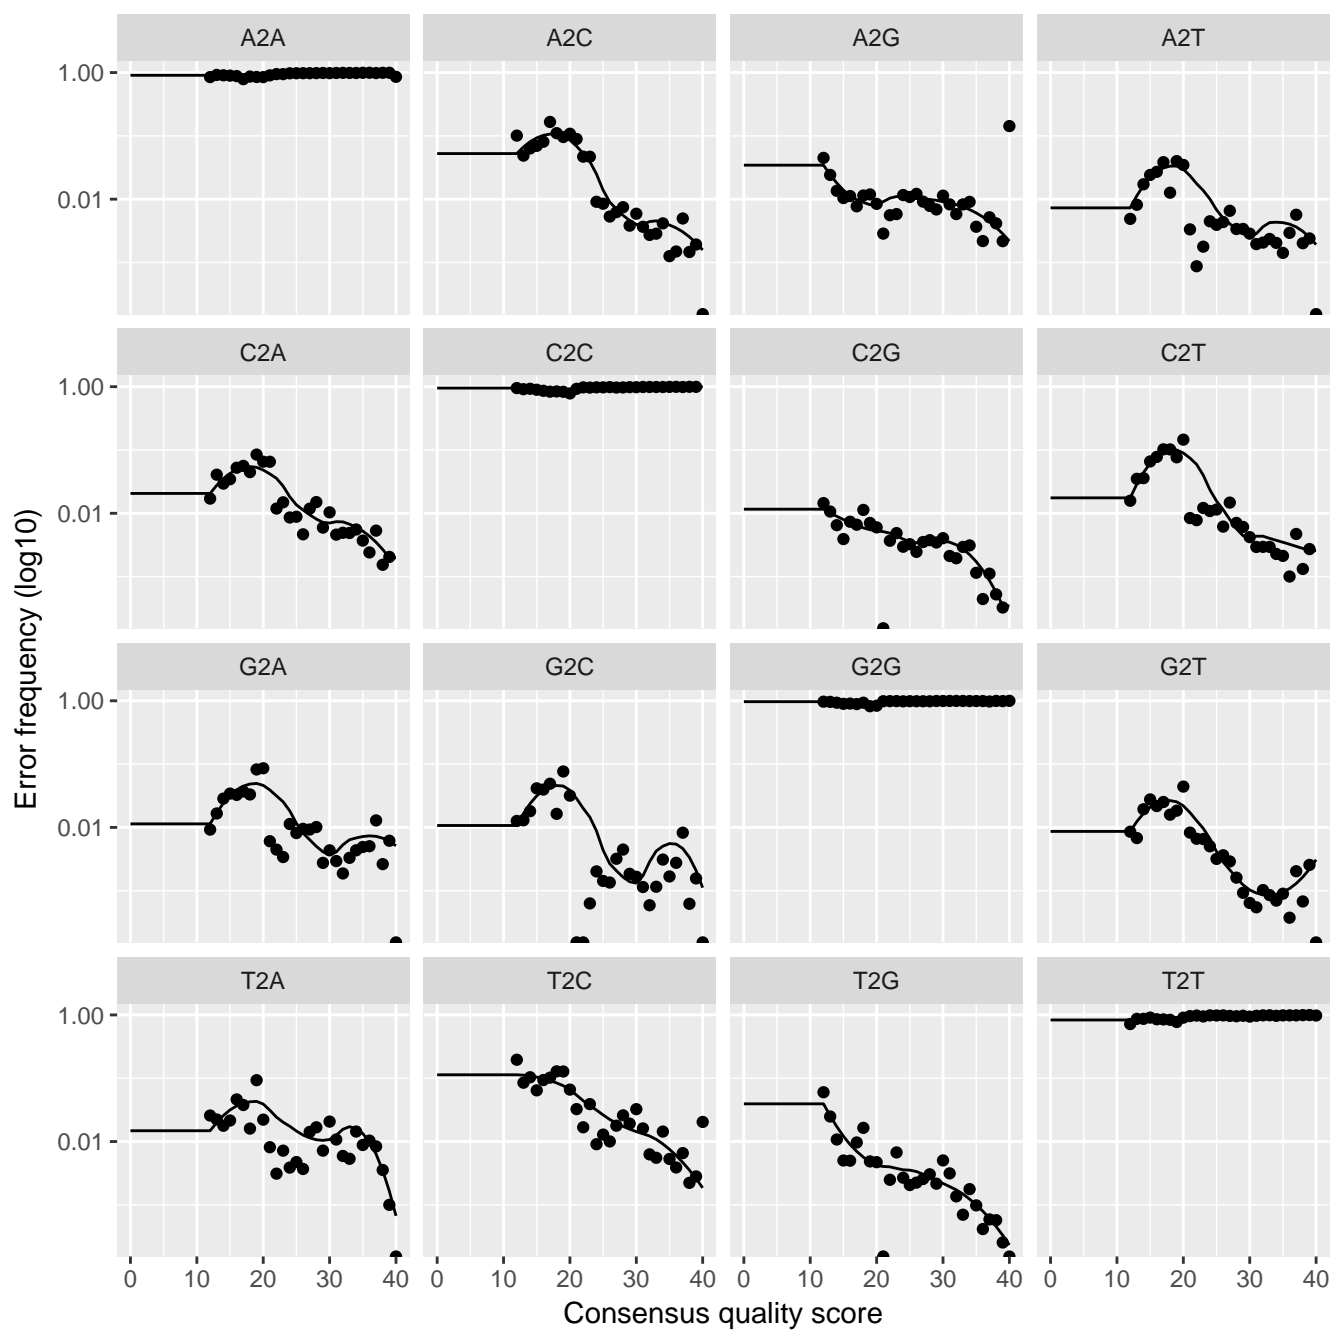 A2A A2C A2G A2T
1.00
0.01
C2A C2C C2G C2T
1.00
0.01
G2A G2C G2G G2T
1.00
0.01
T2A T2C T2G T2T
1.00
0.01
0 10 20 30 40 0 10 20 30 40 0 10 20 30 40 0 10 20 30 40
Consensus quality score
Error frequency (log10)